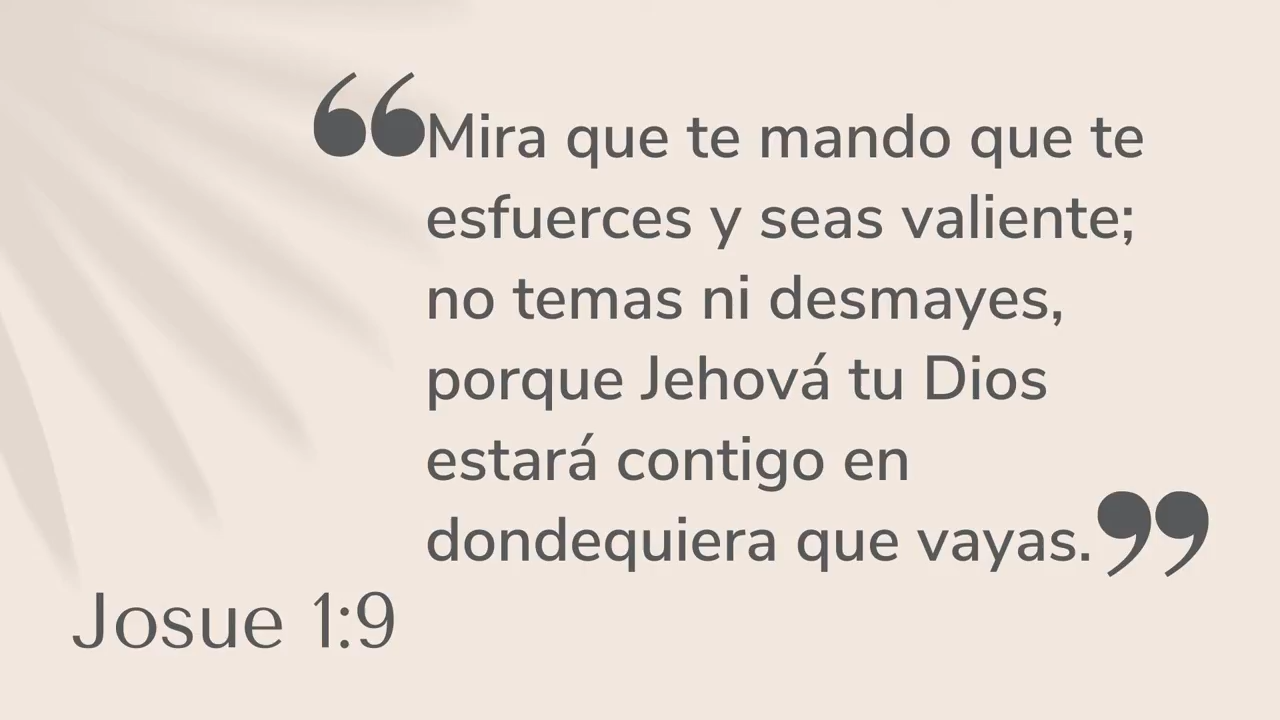 “Mira que te mando que te
esfuerces y seas valiente;
no temas ni desmayes,
porque Jehová tu Dios
estará contigo en
dondequiera que vayas.”
Josue 1:9